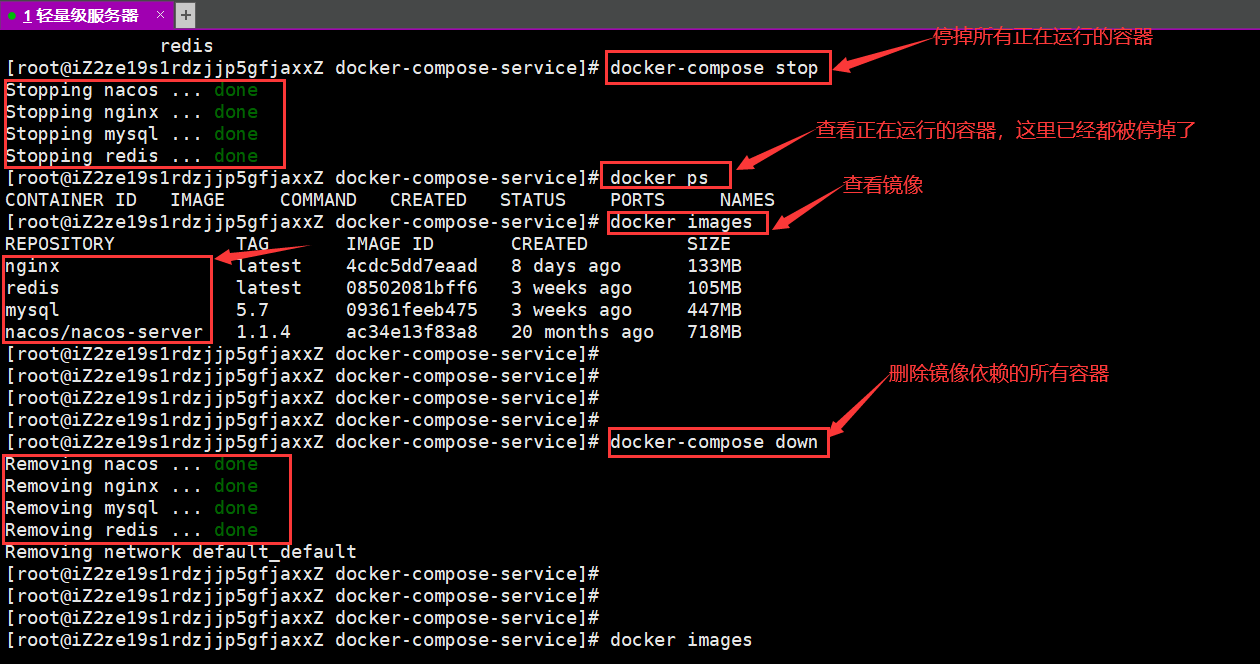 1 轻量级服务器 × +
redis
停掉所有正在运行的容器
[root@iZ2ze19s1rdzjjp5gfjaxxZ docker-compose-service]# docker-compose stop
Stopping nacos ... done
Stopping nginx ... done
Stopping mysql ... done
查看正在运行的容器，这里已经都被停掉了
Stopping redis ... done
[root@iZ2ze19s1rdzjjp5gfjaxxZ docker-compose-service]# docker ps
查看镜像
CONTAINER ID IMAGE COMMAND CREATED STATUS PORTS NAMES
[root@iZ2ze19s1rdzjjp5gfjaxxZ docker-compose-service]# docker images
REPOSITORY TAG IMAGE ID CREATED SIZE
nginx latest 4cdc5dd7eaad 8 days ago 133MB
redis latest 08502081bff6 3 weeks ago 105MB
mysql 5.7 09361feeb475 3 weeks ago 447MB
nacos/nacos-server 1.1.4 ac34e13f83a8 20 months ago 718MB
[root@iZ2ze19s1rdzjjp5gfjaxxZ docker-compose-service]#
[root@iZ2ze19s1rdzjjp5gfjaxxZ docker-compose-service]#
删除镜像依赖的所有容器
[root@iZ2ze19s1rdzjjp5gfjaxxZ docker-compose-service]#
[root@iZ2ze19s1rdzjjp5gfjaxxZ docker-compose-service]#
[root@iZ2ze19s1rdzjjp5gfjaxxZ docker-compose-service]# docker-compose down
Removing nacos ... done
Removing nginx ... done
Removing mysql ... done
Removing redis ... done
Removing network default_default
[root@iZ2ze19s1rdzjjp5gfjaxxZ docker-compose-service]#
[root@iZ2ze19s1rdzjjp5gfjaxxZ docker-compose-service]#
[root@iZ2ze19s1rdzjjp5gfjaxxZ docker-compose-service]#
[root@iZ2ze19s1rdzjjp5gfjaxxZ docker-compose-service]# docker images